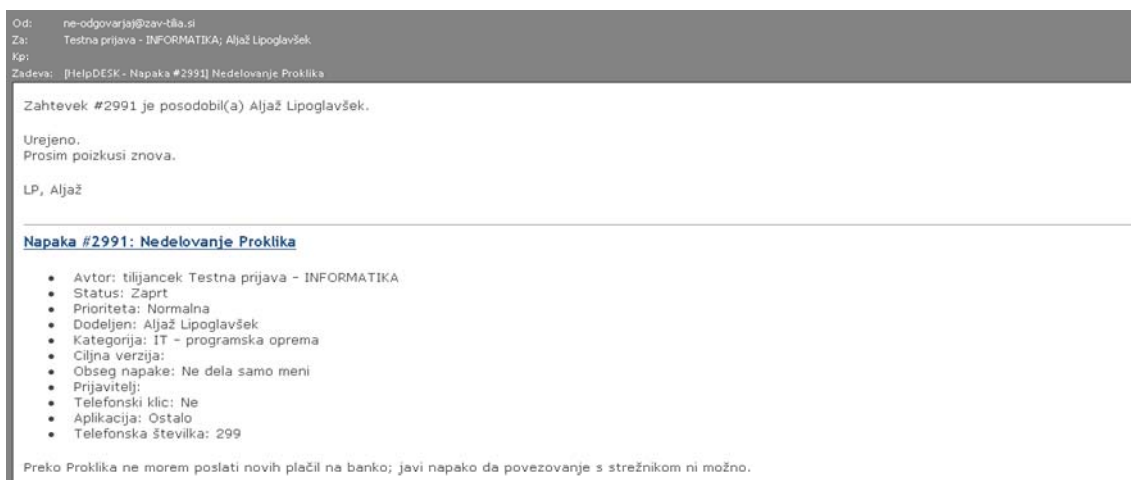 Od: ne-odgovarjaj@zav-tilia.si
Za: Testna prijava - INFORMATIKA; Aljaž Lipoglavšek
Kp:
Zadeva: [HelpDESK - Napaka #2991] Nedelovanje Proklika
Zahtevek #2991 je posodobil(a) Aljaž Lipoglavšek.
Urejeno.
Prosim poizkusi znova.
LP, Aljaž
Napaka #2991: Nedelovanje Proklika
• Avtor: tilijancek Testna prijava - INFORMATIKA
• Status: Zaprt
• Prioriteta: Normalna
• Dodeljen: Aljaž Lipoglavšek
• Kategorija: IT - programska oprema
• Ciljna verzija:
• Obseg napake: Ne dela samo meni
• Prijavitelj:
• Telefonski klic: Ne
• Aplikacija: Ostalo
• Telefonska številka: 299
Preko Proklika ne morem poslati novih plačil na banko; javi napako da povezovanje s strežnikom ni možno.